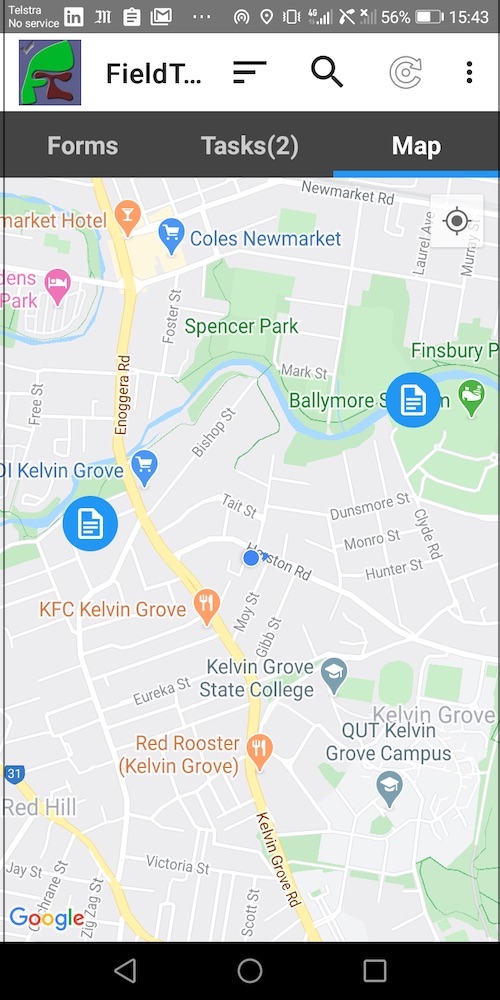 Telstra
No service
56%
15:43
FieldT...
Forms
Tasks(2)
Map
Newmarket Rd
market Hotel
Coles Newmarket
Laurel Ave
Murray S
dens
Park
Foster St
Spencer Park
Finsbury P
Mark St
Enoggera Rd
Free St
Ballymore S
m
Bishop St
DI Kelvin Grove
Tait St
Dunsmore St
Clyde Rd
Monro St
Herston Rd
Hunter St
KFC Kelvin Grove
Moy St
Gibb St
Kelvin Grove
State College
Eureka St
Kelvin Grove
QUT Kelvin
Grove Campus
Red Rooster
(Kelvin Grove)
31
Red Hill
Kelvin Grove Rd
Victoria St
Jay St
Cochrane St
Zig Zag St
Scott St
Google